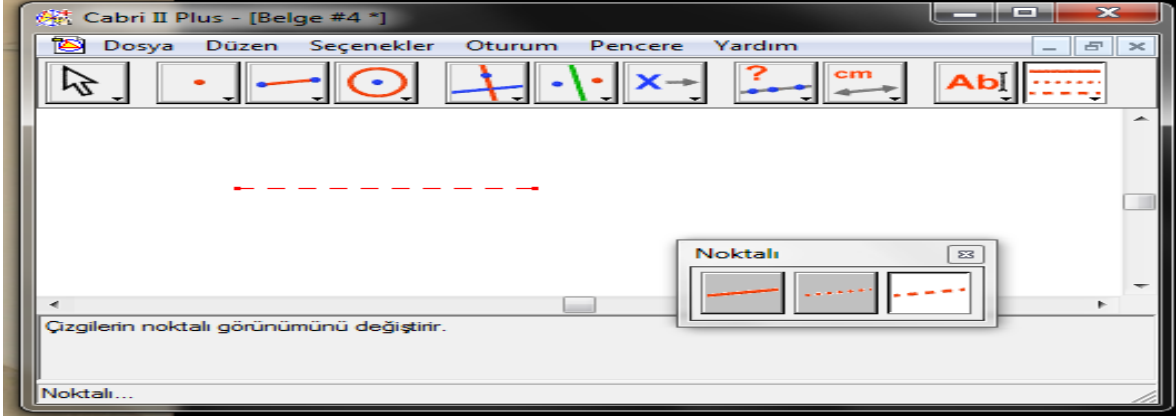 Cabri II Plus - [Belge #4 *]
Dosya Düzen Seçenekler Oturum Pencere Yardım
X ? cm Ab
Noktalı
Çizgilerin noktalı görünümünü değiştirir.
Noktalı...